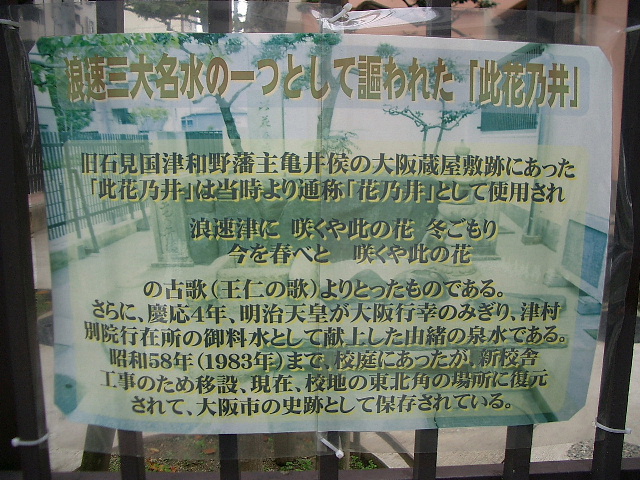 浪速三大名水の一つとして謳われた「此花乃井」
旧石見国津和野藩主亀井侯の大阪蔵屋敷跡にあった
「此花乃井」は当時より通称「花乃井」として使用され
浪速津に 咲くや此の花 冬ごもり
今を春べと 咲くや此の花
の古歌(王仁の歌)よりとったものである。
さらに、慶応4年、明治天皇が大阪行幸のみぎり、津村
別院行在所の御料水として献上した由緒の泉水である。
昭和58年(1983年)まで、校庭にあったが、新校舎
工事のため移設、現在、校地の東北角の場所に復元
されて、大阪市の史跡として保存されている。